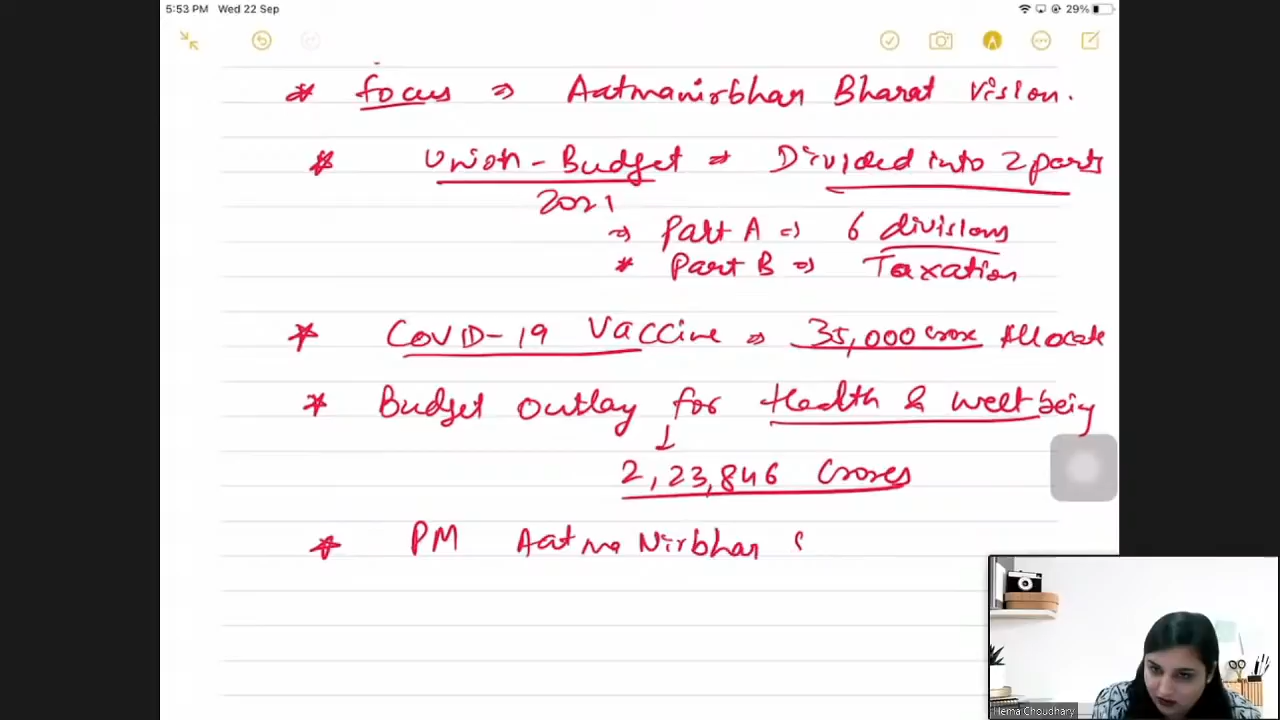 5:53 PM Wed 22 Sep
29%
* focus ⇒ Aatmanirbhar Bharat Vision.
* Union-Budget ⇒ Divided into 2 parts
2021
⇒ Part A ⇒ 6 divisions
* Part B ⇒ Taxation
* COVID-19 Vaccine ⇒ 35,000 crore Allocate
* Budget Outlay for Health & well being
↓
2,23,846 Crores
* PM Aatma Nirbhar
Hema Choudhary